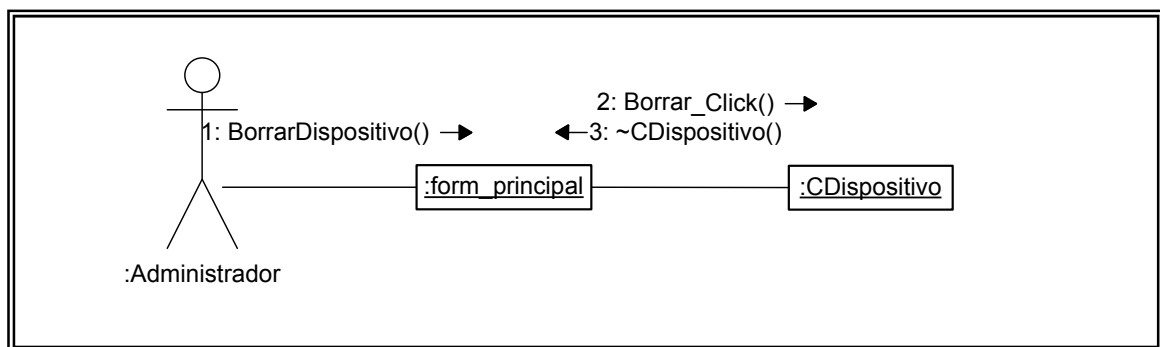 2: Borrar_Click()
1: BorrarDispositivo()
3: ~CDispositivo()
:form_principal
:CDispositivo
:Administrador